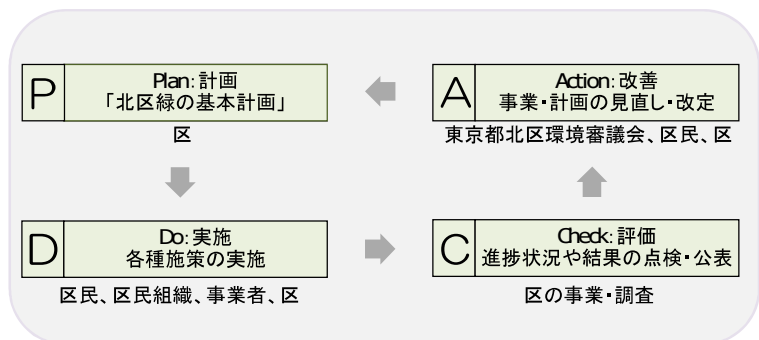 P
Plan:計画
「北区緑の基本計画」
区
A
Action:改善
事業・計画の見直し・改定
東京都北区環境審議会、区民、区
D
Do:実施
各種施策の実施
区民、区民組織、事業者、区
C
Check:評価
進捗状況や結果の点検・公表
区の事業・調査